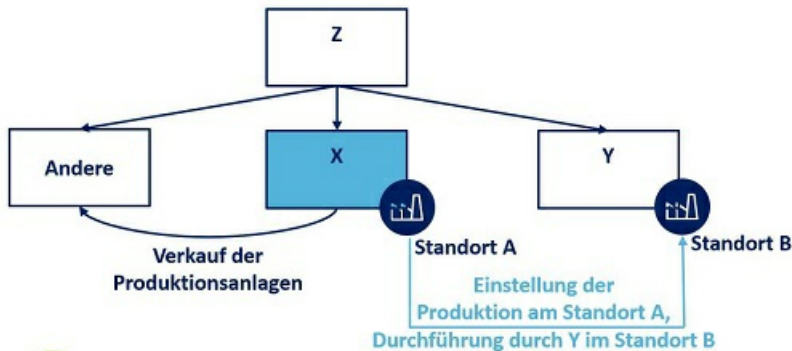 Z
Andere
X
Y
Standort A
Standort B
Verkauf der
Produktionsanlagen
Einstellung der
Produktion am Standort A,
Durchführung durch Y im Standort B